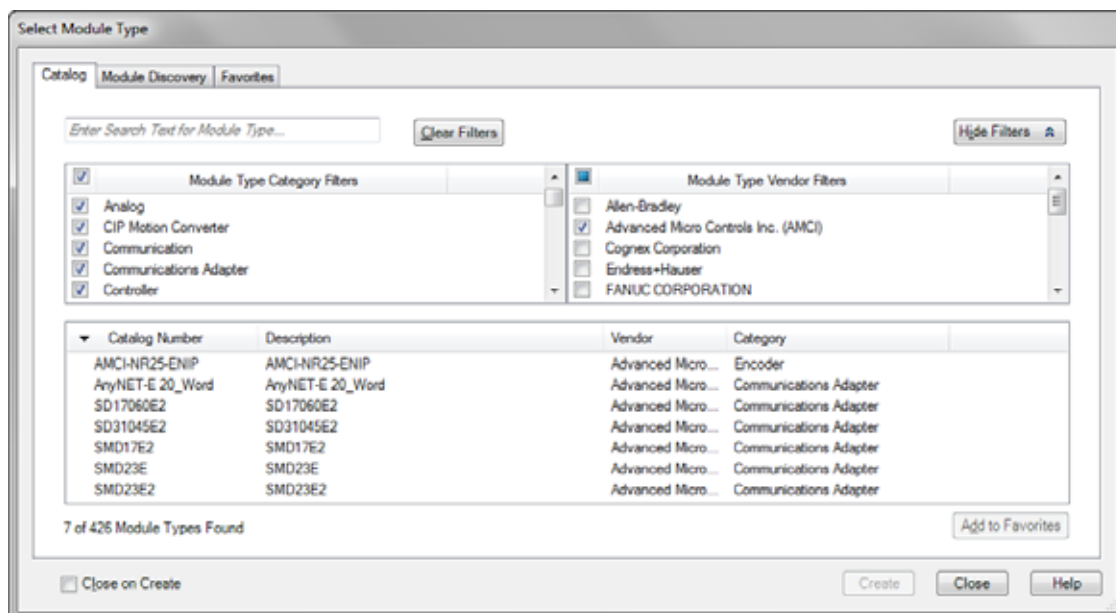 Select Module Type
Catalog Module Discovery Favorites
Enter Search Text for Module Type... Clear Filters Hide Filters
Module Type Category Filters Module Type Vendor Filters
Analog Allen-Bradley
CIP Motion Converter Advanced Micro Controls Inc. (AMCI)
Communication Cognex Corporation
Communications Adapter Endress+Hauser
Controller FANUC CORPORATION
Catalog Number Description Vendor Category
AMCI-NR25-ENIP AMCI-NR25-ENIP Advanced Micro... Encoder
AnyNET-E 20_Word AnyNET-E 20_Word Advanced Micro... Communications Adapter
SD17060E2 SD17060E2 Advanced Micro... Communications Adapter
SD31045E2 SD31045E2 Advanced Micro... Communications Adapter
SMD17E2 SMD17E2 Advanced Micro... Communications Adapter
SMD23E SMD23E Advanced Micro... Communications Adapter
SMD23E2 SMD23E2 Advanced Micro... Communications Adapter
7 of 426 Module Types Found Add to Favorites
Close on Create Create Close Help